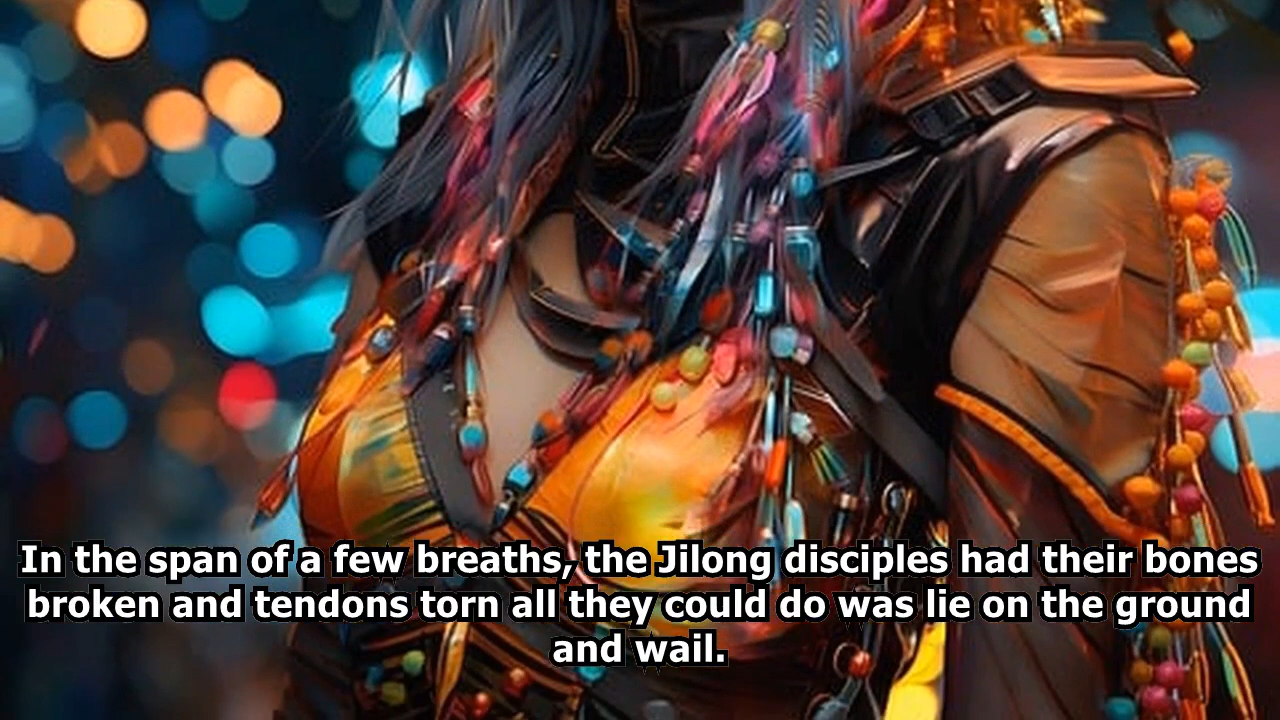 In the span of a few breaths, the Jilong disciples had their bones
broken and tendons torn all they could do was lie on the ground
and wail.